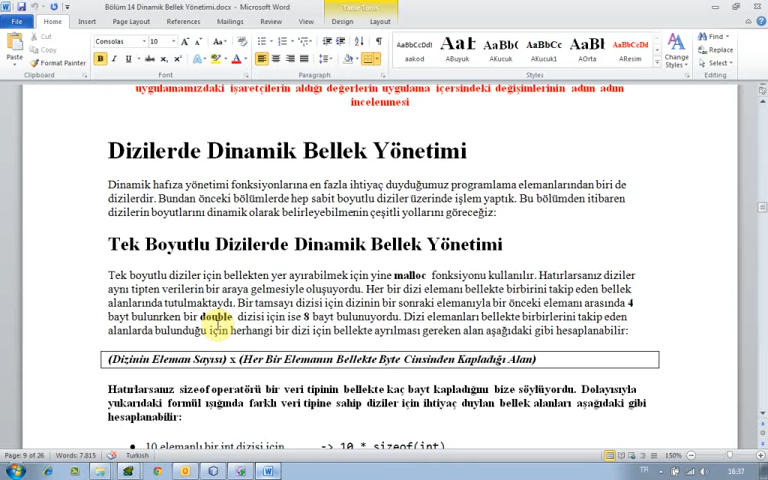 Bölüm 14 Dinamik Bellek Yönetimi.docx - Microsoft Word
Table Tools
File Home Insert Page Layout References Mailings Review View Design Layout
Paste
Cut
Copy
Format Painter
Clipboard
Consolas 10
Font
Paragraph
AaBbCcDdI AaBb AaBbCc AaBbCc AaBbC AaBbCcDd
aakod ABuyuk AKucuk AKucuk1 AOrta AResim
Change Styles
Styles
Find
Replace
Select
Editing
uygulamamızdaki işaretçilerin aldığı değerlerin uygulama içersindeki değişimlerinin adım adım
incelenmesi
Dizilerde Dinamik Bellek Yönetimi
Dinamik hafıza yönetimi fonksiyonlarına en fazla ihtiyaç duyduğumuz programlama elemanlarından biri de
dizilerdir. Bundan önceki bölümlerde hep sabit boyutlu diziler üzerinde işlem yaptık. Bu bölümden itibaren
dizilerin boyutlarını dinamik olarak belirleyebilmenin çeşitli yollarını göreceğiz:
Tek Boyutlu Dizilerde Dinamik Bellek Yönetimi
Tek boyutlu diziler için bellekten yer ayırabilmek için yine malloc fonksiyonu kullanılır. Hatırlarsanız diziler
aynı tipten verilerin bir araya gelmesiyle oluşuyordu. Her bir dizi elemanı bellekte birbirini takip eden bellek
alanlarında tutulmaktaydı. Bir tamsayı dizisi için dizinin bir sonraki elemanıyla bir önceki elemanı arasında 4
bayt bulunrken bir double dizisi için ise 8 bayt bulunuyordu. Dizi elemanları bellekte birbirlerini takip eden
alanlarda bulunduğu için herhangi bir dizi için bellekte ayrılması gereken alan aşağıdaki gibi hesaplanabilir:
(Dizinin Eleman Sayısı) x (Her Bir Elemanın Bellekte Byte Cinsinden Kapladığı Alan)
Hatırlarsanız sizeof operatörü bir veri tipinin bellekte kaç bayt kapladığını bize söylüyordu. Dolayısıyla
yukarıdaki formül ışığında farklı veri tipine sahip diziler için ihtiyaç duylan bellek alanları aşağıdaki gibi
hesaplanabilir:
• 10 elemanlı bir int dizisi için -> 10 * sizeof(int)
Page: 9 of 26 Words: 7.815 Turkish 150%
TR 16:37